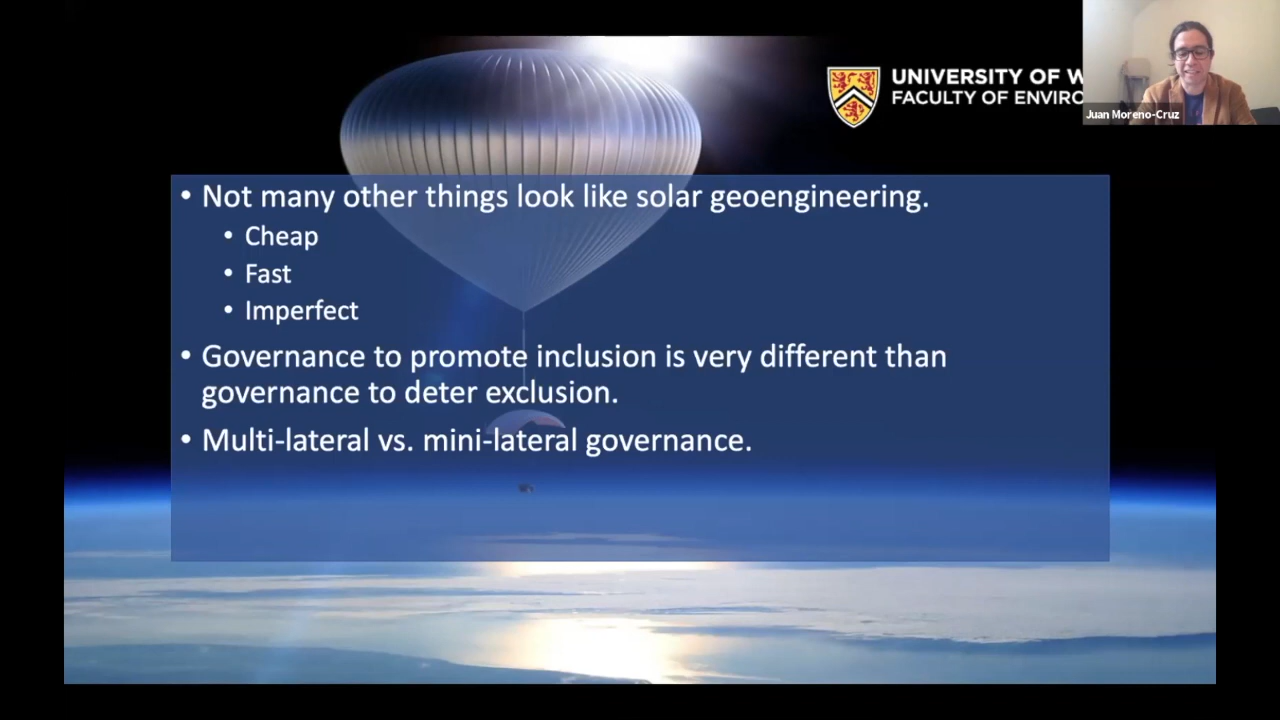 UNIVERSITY OF W
FACULTY OF ENVIRO
Juan Moreno-Cruz
• Not many other things look like solar geoengineering.
• Cheap
• Fast
• Imperfect
• Governance to promote inclusion is very different than
governance to deter exclusion.
• Multi-lateral vs. mini-lateral governance.